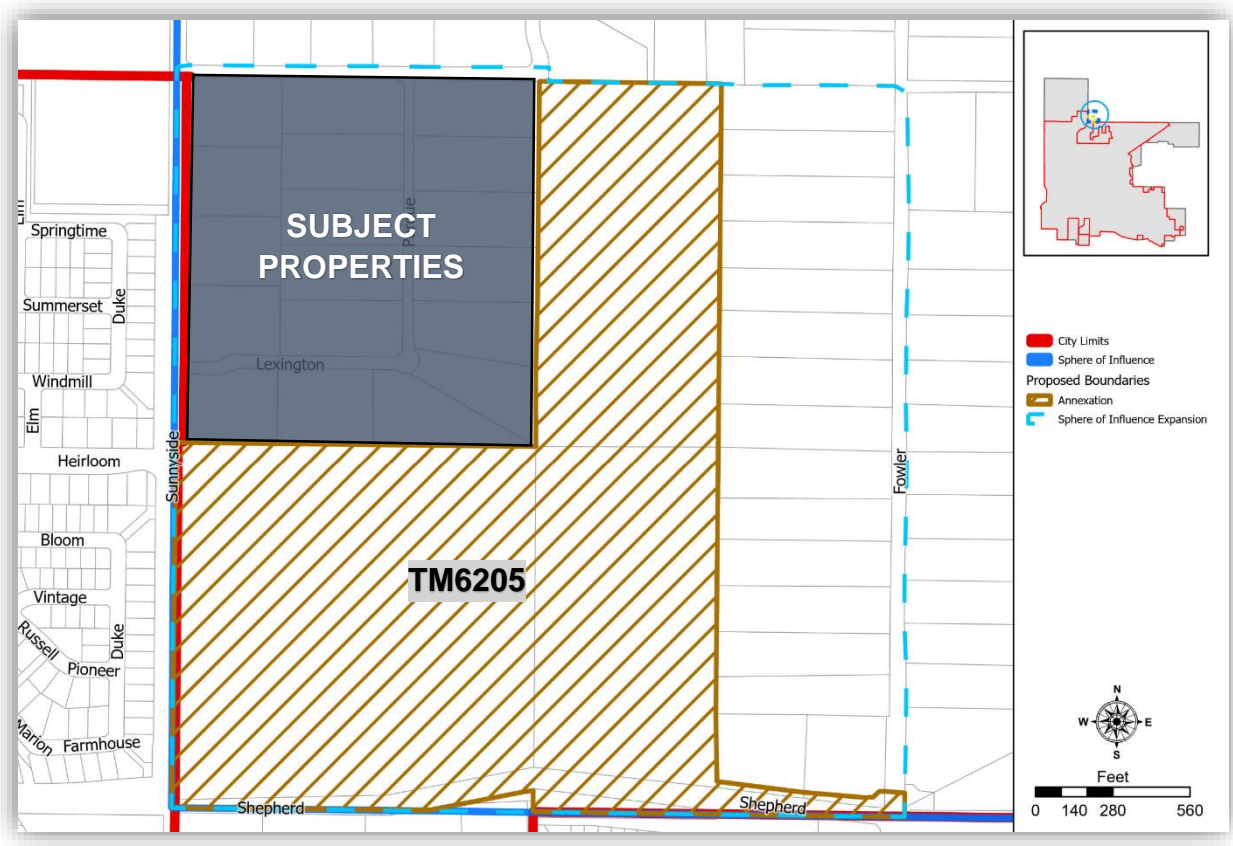 Springtime
Summerset
Duke
Windmill
Elm
Heirloom
Sunnyside
Bloom
Vintage
Duke
Russell
Pioneer
Marion
Farmhouse
SUBJECT
PROPERTIES
Lexington
TM6205
Shepherd
Shepherd
Fowler
City Limits
Sphere of Influence
Proposed Boundaries
Annexation
Sphere of Influence Expansion
N
W E
S
Feet
0 140 280 560